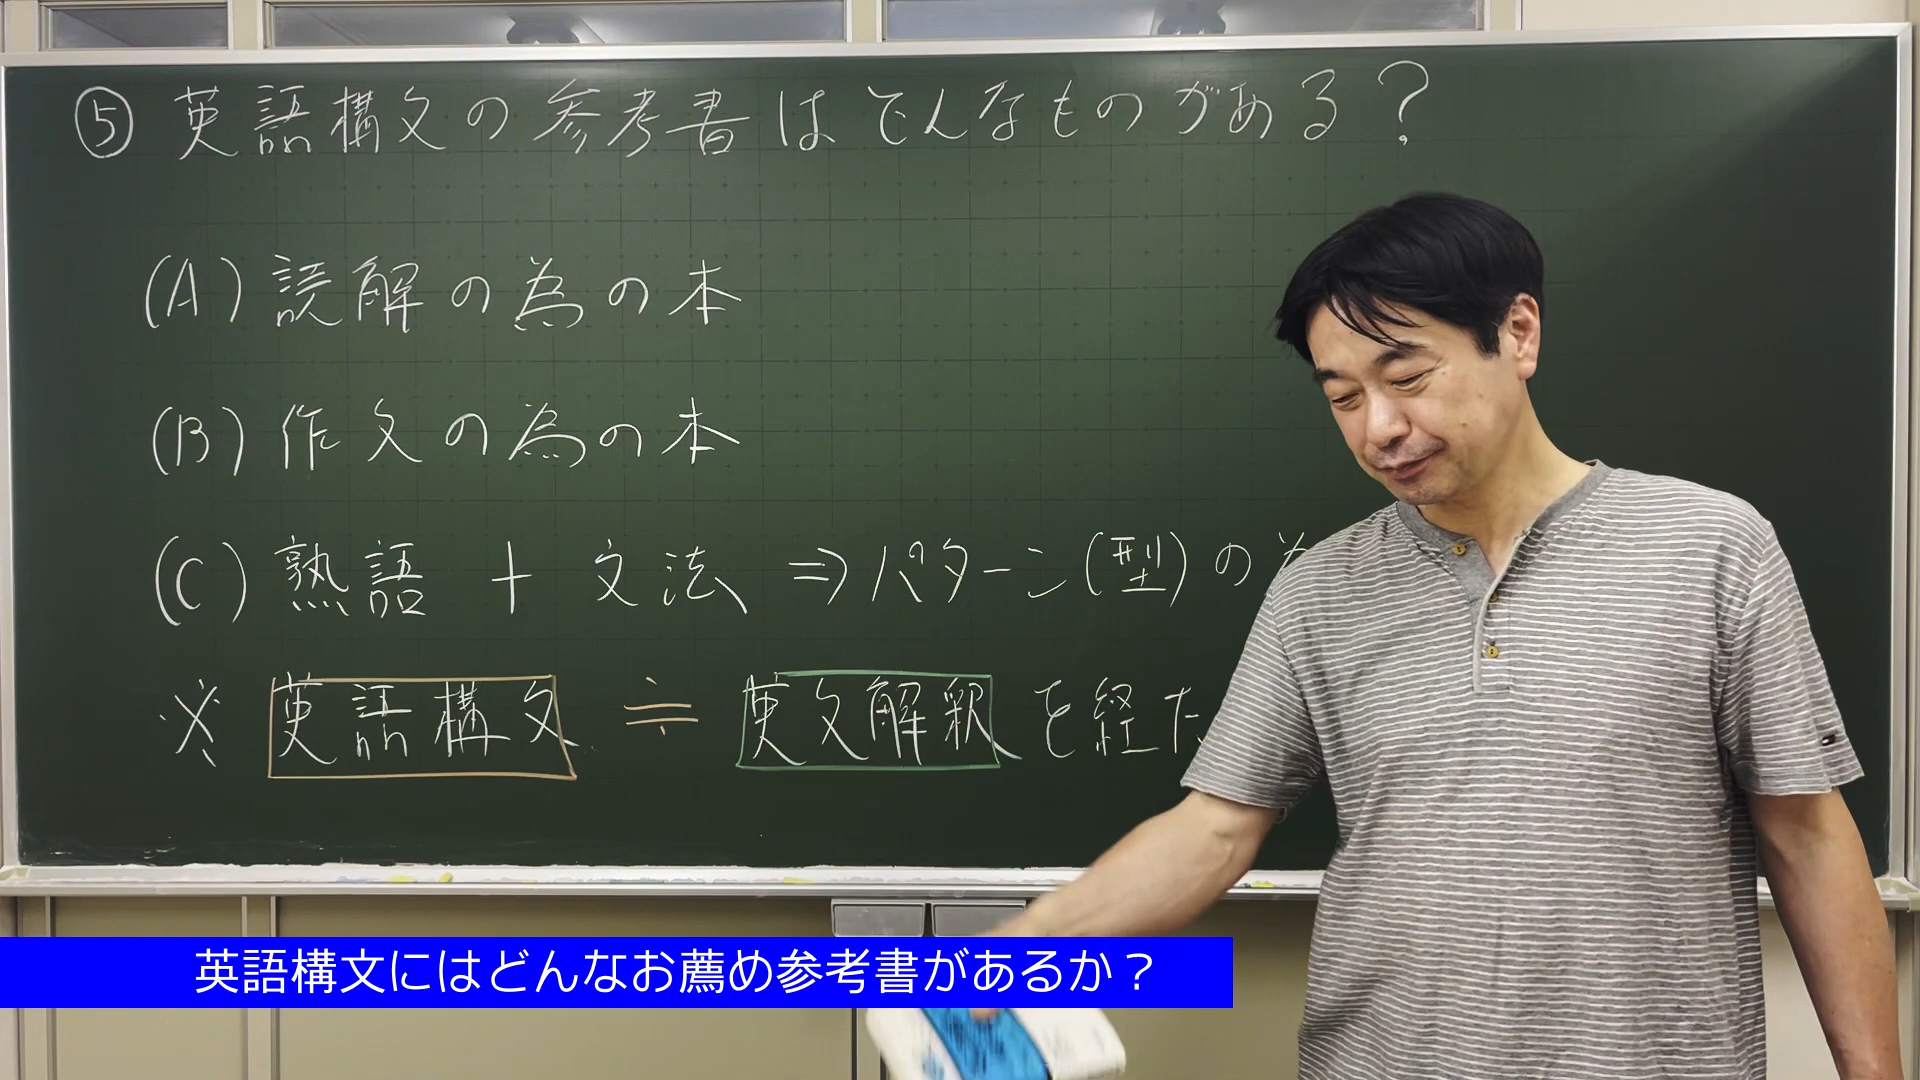 ⑤ 英語構文の参考書はどんなものがある？
(A) 読解の為の本
(B) 作文の為の本
(C) 熟語 + 文法 ⇒ パターン(型)の
※ 英語構文 ≒ 英文解釈 を経た
英語構文にはどんなお薦め参考書があるか？